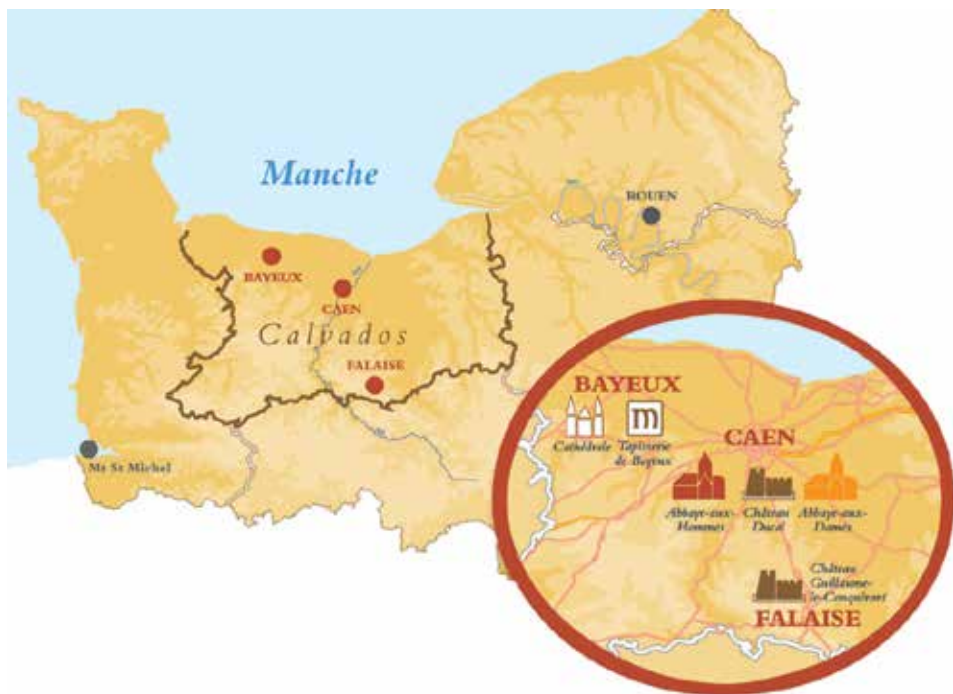 Manche
ROUEN
BAYEUX
CAEN
Calvados
FALAISE
Mt St Michel
BAYEUX
Cathédrale
Tapisserie
de Bayeux
CAEN
Abbaye-aux-
Hommes
Château
Ducal
Abbaye-aux-
Dames
Château
Guillaume-
le-Conquérant
FALAISE